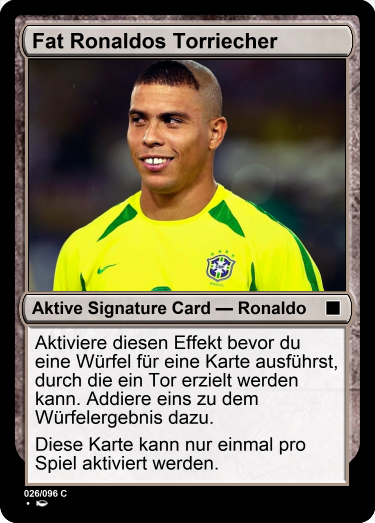 Fat Ronaldos Torriecher
Aktive Signature Card — Ronaldo
Aktiviere diesen Effekt bevor du
eine Würfel für eine Karte ausführst,
durch die ein Tor erzielt werden
kann. Addiere eins zu dem
Würfelergebnis dazu.
Diese Karte kann nur einmal pro
Spiel aktiviert werden.
026/096 C